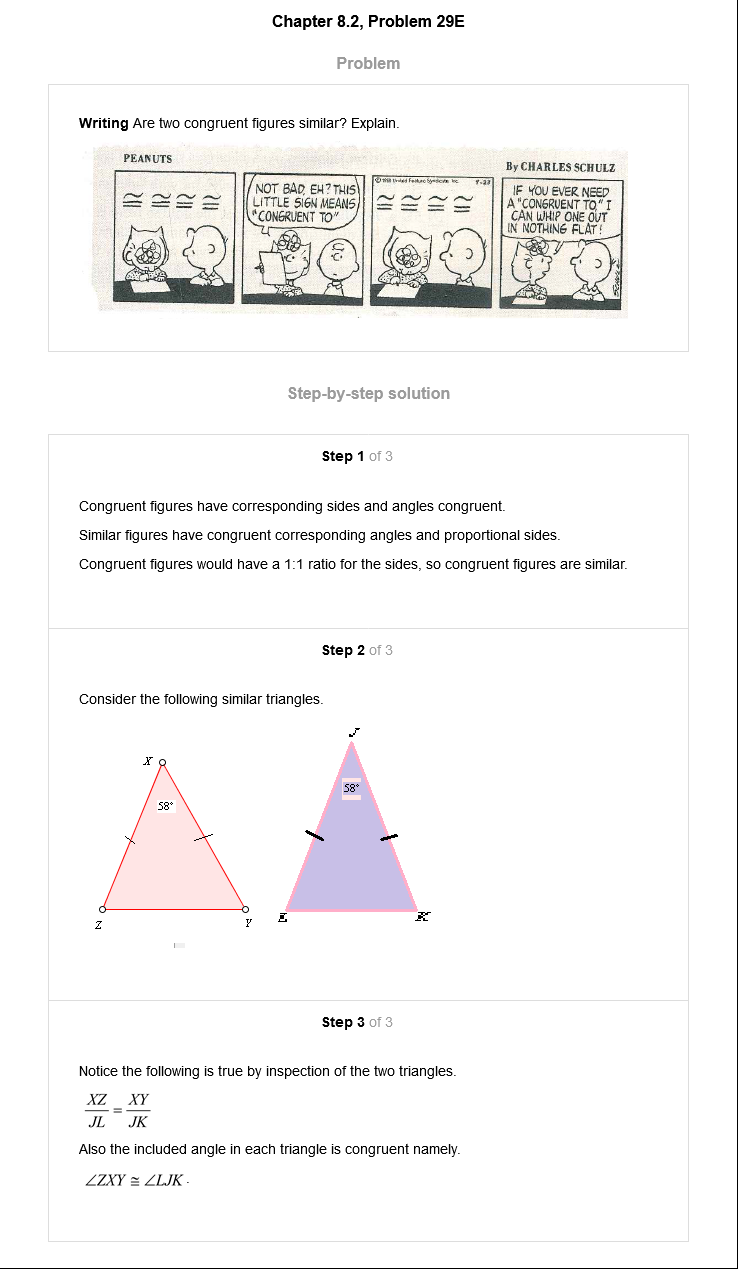 Chapter 8.2, Problem 29E
Problem
Writing Are two congruent figures similar? Explain.
PEANUTS
By CHARLES SCHULZ
≅ ≅ ≅ ≅
NOT BAD, EH? THIS
LITTLE SIGN MEANS
"CONGRUENT TO"
© 1988 United Feature Syndicate, Inc.
≅ ≅ ≅ ≅
IF YOU EVER NEED
A "CONGRUENT TO," I
CAN WHIP ONE OUT
IN NOTHING FLAT!
Step-by-step solution
Step 1 of 3
Congruent figures have corresponding sides and angles congruent.
Similar figures have congruent corresponding angles and proportional sides.
Congruent figures would have a 1:1 ratio for the sides, so congruent figures are similar.
Step 2 of 3
Consider the following similar triangles.
X
58°
Z
Y
J
58°
L
K
Step 3 of 3
Notice the following is true by inspection of the two triangles.
XZ/JL = XY/JK
Also the included angle in each triangle is congruent namely.
∠ZXY ≅ ∠LJK .